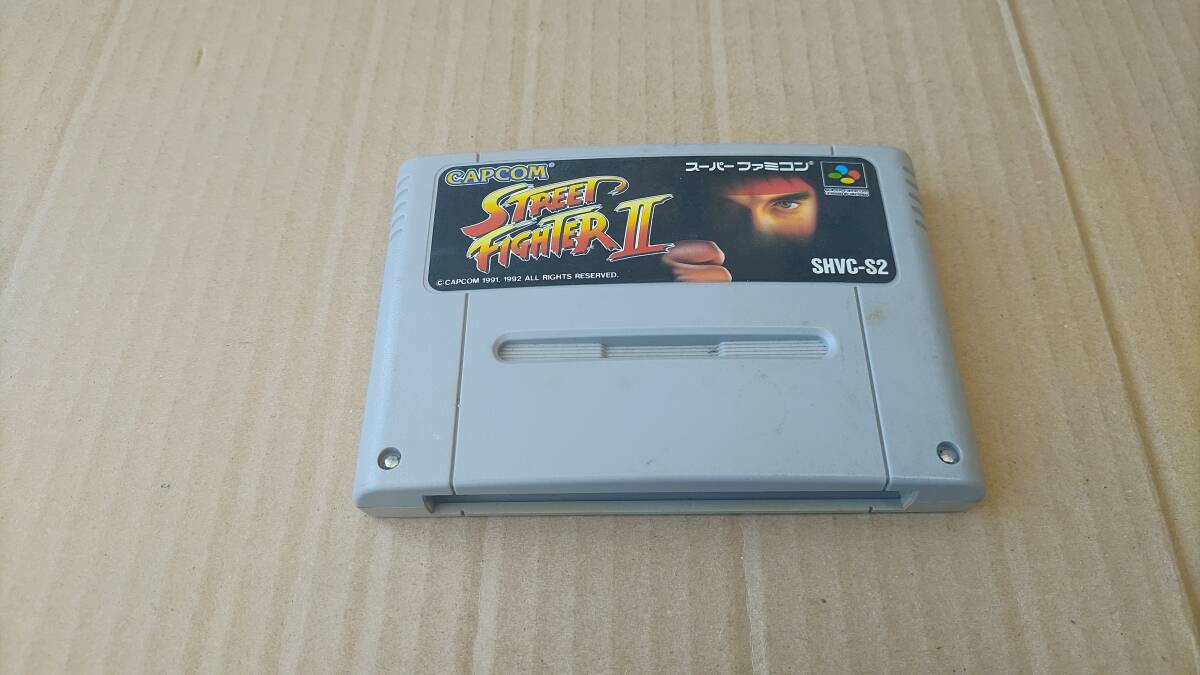 CAPCOM®
スーパーファミコン®
STREET
FIGHTER II
SHVC-S2
©CAPCOM 1991, 1992 ALL RIGHTS RESERVED.